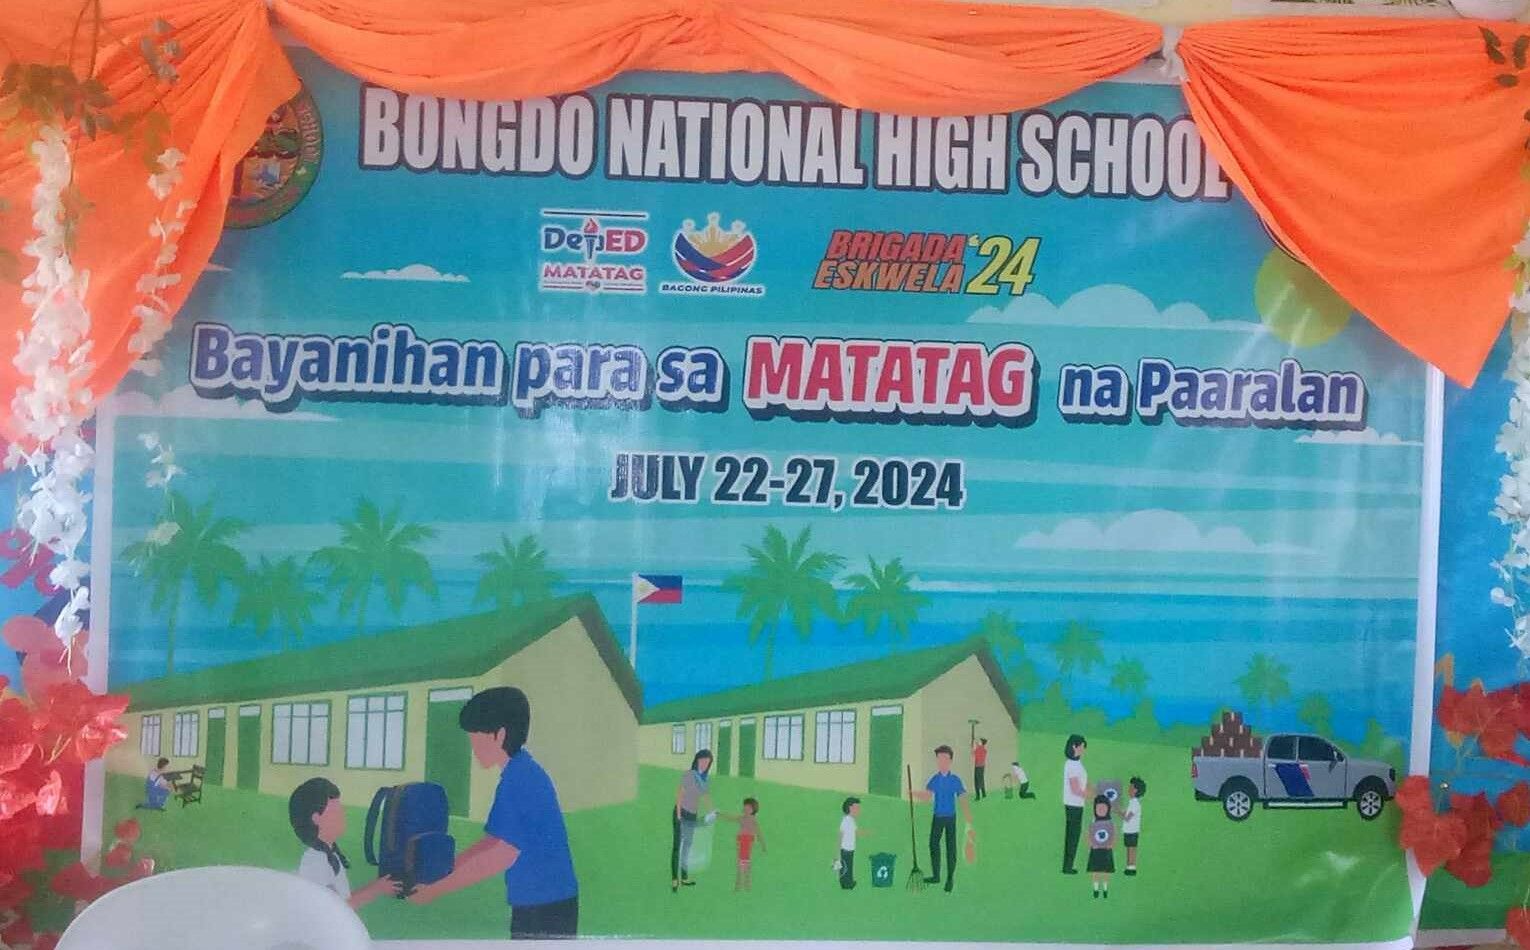 BONGDO NATIONAL HIGH SCHOOL
DepED
MATATAG
BAGONG PILIPINAS
BRIGADA ESKWELA '24
Bayanihan para sa MATATAG na Paaralan
JULY 22-27, 2024